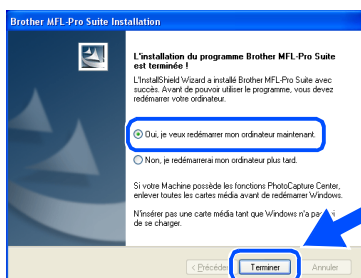 Brother MFL-Pro Suite Installation
L'installation du programme Brother MFL-Pro Suite
est terminée !
L'InstallShield Wizard a installé Brother MFL-Pro Suite avec
succès. Avant de pouvoir utiliser le programme, vous devez
redémarrer votre ordinateur.
Oui, je veux redémarrer mon ordinateur maintenant.
Non, je redémarrerai mon ordinateur plus tard.
Si votre Machine possède les fonctions PhotoCapture Center,
enlever toutes les cartes média avant de redémarrer Windows.
N'insérer pas une carte média tant que Windows n'a
de se charger.
< Précédent
Terminer
Annuler